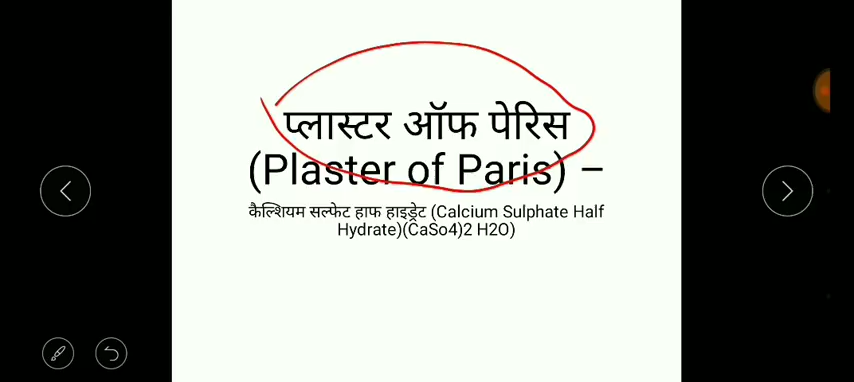 प्लास्टर ऑफ पेरिस
(Plaster of Paris) –
कैल्शियम सल्फेट हाफ हाइड्रेट (Calcium Sulphate Half
Hydrate)(CaSo4)2 H2O)